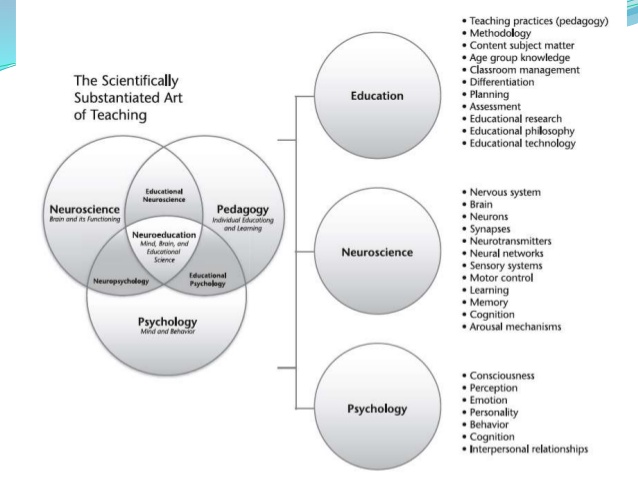 The Scientifically
Substantiated Art
of Teaching
Neuroscience
Brain and its Functioning
Educational
Neuroscience
Pedagogy
Individual Educationg
and Learning
Neuroeducation
Mind, Brain, and
Educational
Science
Neuropsychology
Educational
Psychology
Psychology
Mind and Behavior
Education
• Teaching practices (pedagogy)
• Methodology
• Content subject matter
• Age group knowledge
• Classroom management
• Differentiation
• Planning
• Assessment
• Educational research
• Educational philosophy
• Educational technology
Neuroscience
• Nervous system
• Brain
• Neurons
• Synapses
• Neurotransmitters
• Neural networks
• Sensory systems
• Motor control
• Learning
• Memory
• Cognition
• Arousal mechanisms
Psychology
• Consciousness
• Perception
• Emotion
• Personality
• Behavior
• Cognition
• Interpersonal relationships